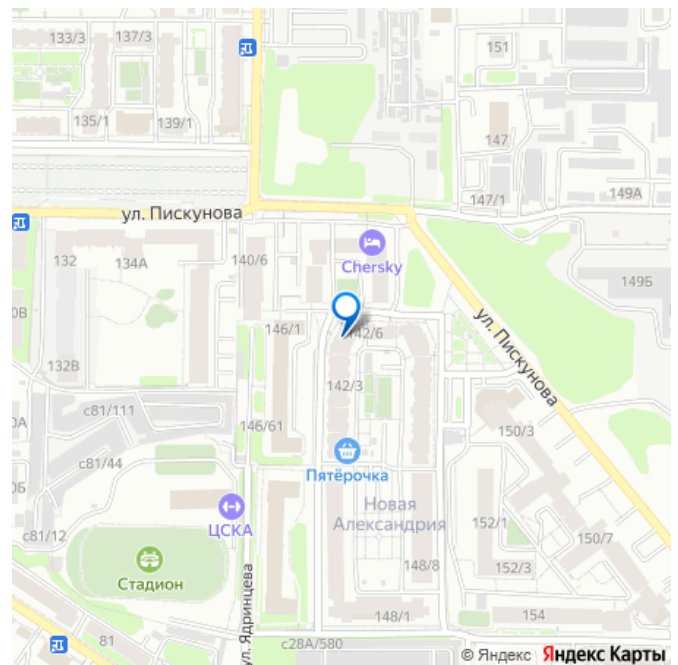 133/3
137/3
151
135/1
139/1
147
147/1
149А
ул. Пискунова
132
134А
140/6
Chersky
149Б
0В
146/1
142/6
ул. Пискунова
132В
142/3
с81/111
0А
146/61
150/3
с81/44
Пятёрочка
0Б
ЦСКА
Новая
Александрия
152/1
с81/12
150/7
Стадион
148/8
152/3
ул. Ядринцева
148/1
154
81
с28А/580
© Яндекс Яндекс Карты